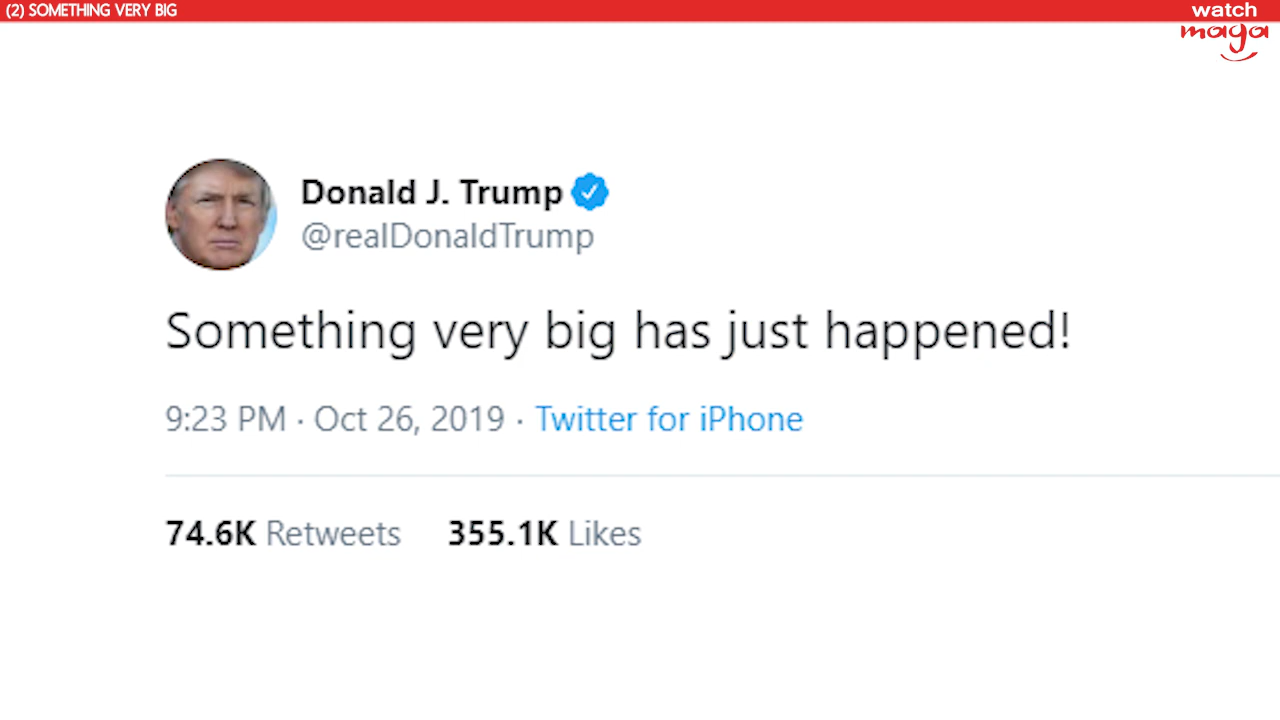 (2) SOMETHING VERY BIG
watch
maga
Donald J. Trump
@realDonaldTrump
Something very big has just happened!
9:23 PM · Oct 26, 2019 · Twitter for iPhone
74.6K Retweets 355.1K Likes